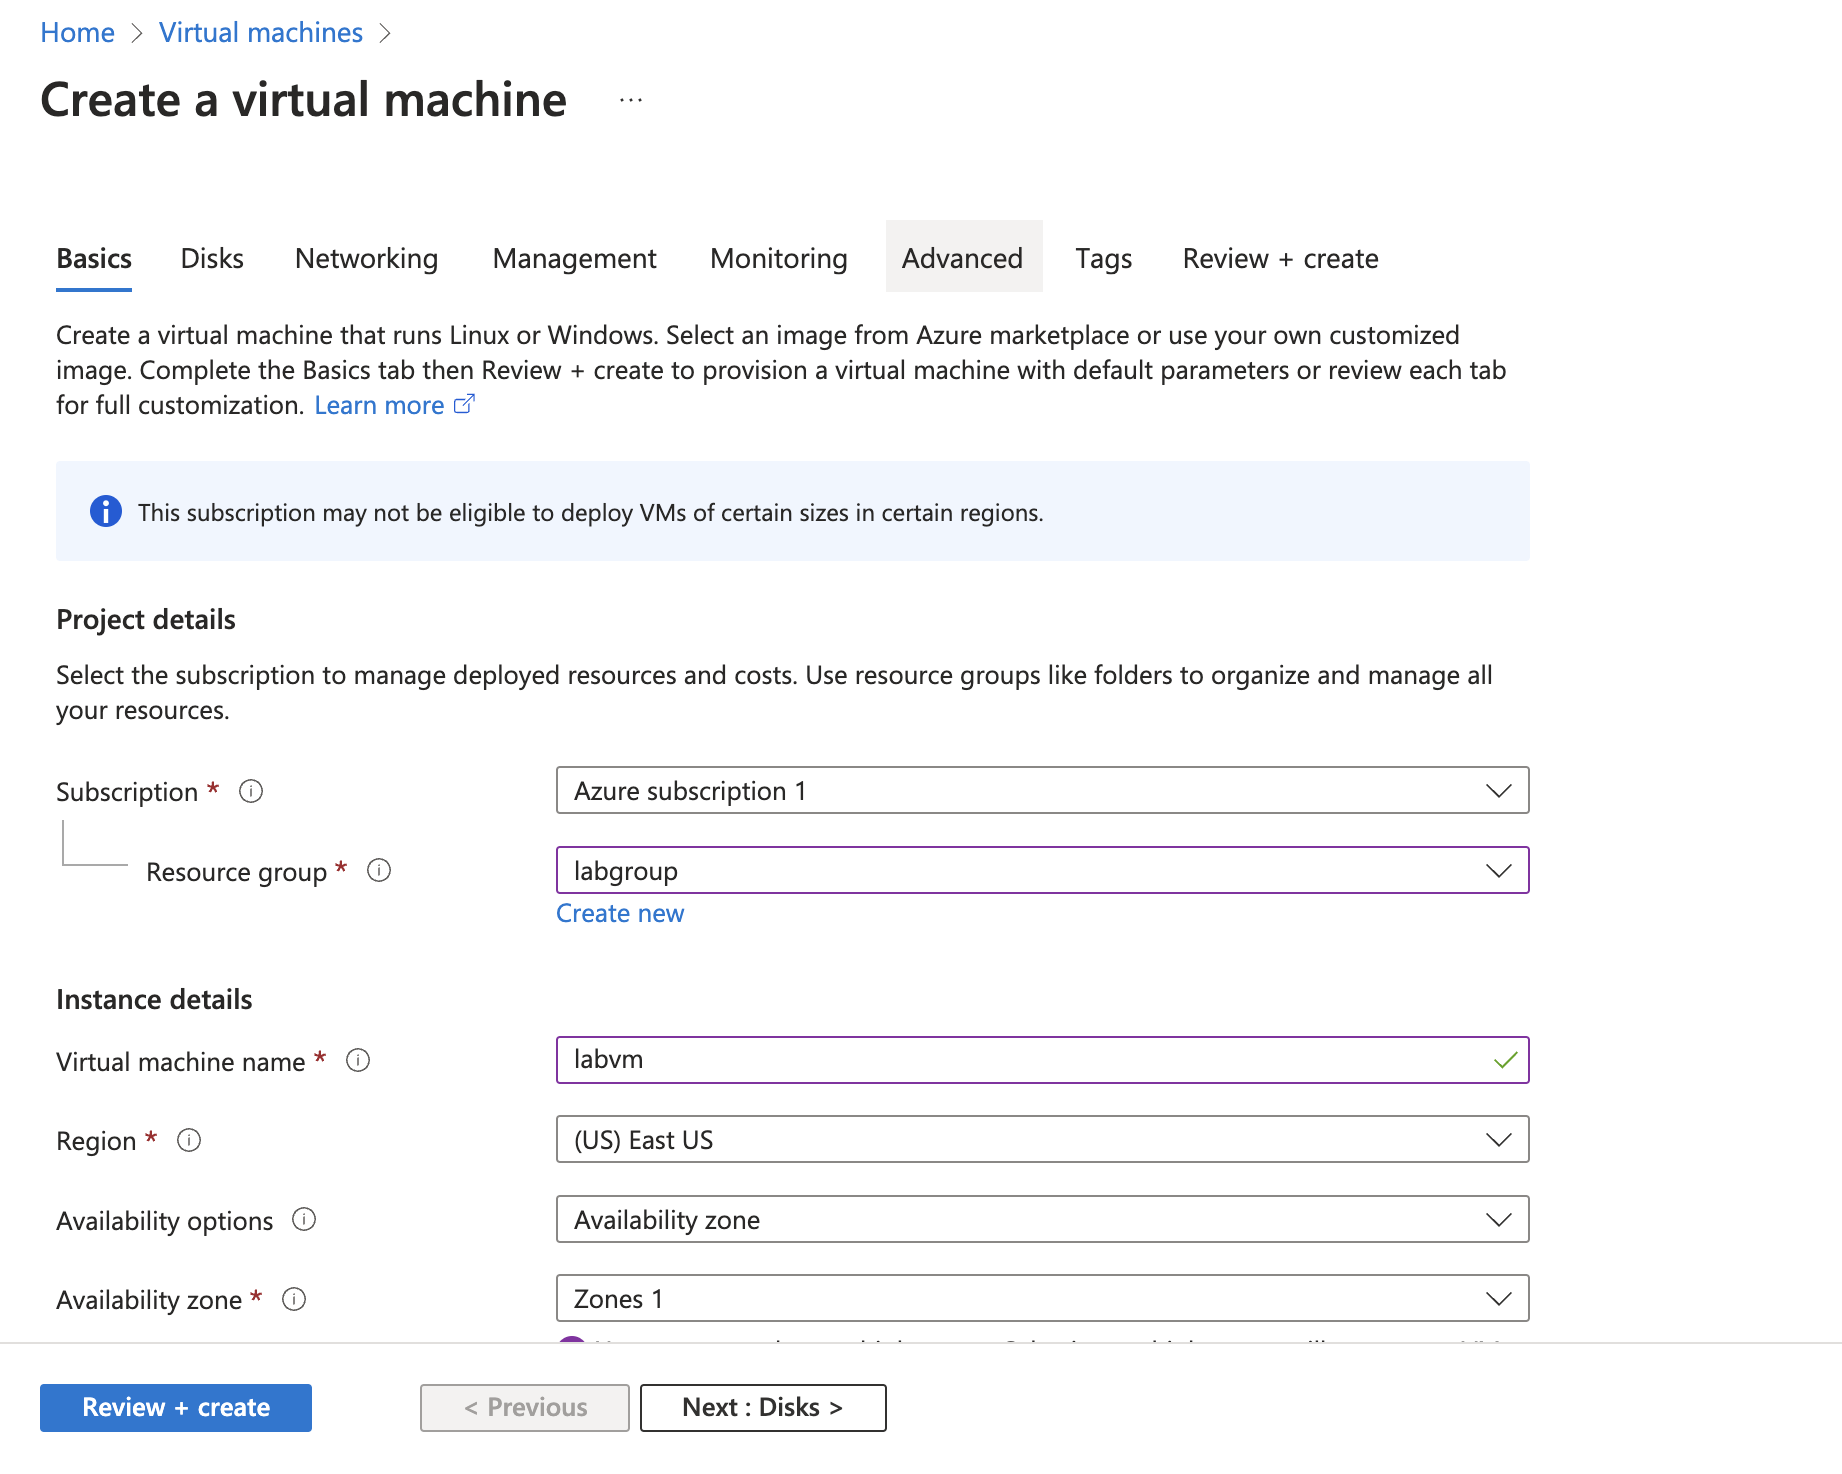 Home > Virtual machines >
Create a virtual machine ...
Basics Disks Networking Management Monitoring Advanced Tags Review + create
Create a virtual machine that runs Linux or Windows. Select an image from Azure marketplace or use your own customized
image. Complete the Basics tab then Review + create to provision a virtual machine with default parameters or review each tab
for full customization. Learn more
This subscription may not be eligible to deploy VMs of certain sizes in certain regions.
Project details
Select the subscription to manage deployed resources and costs. Use resource groups like folders to organize and manage all
your resources.
Subscription * Azure subscription 1
Resource group * labgroup
Create new
Instance details
Virtual machine name * labvm
Region * (US) East US
Availability options Availability zone
Availability zone * Zones 1
Review + create < Previous Next : Disks >